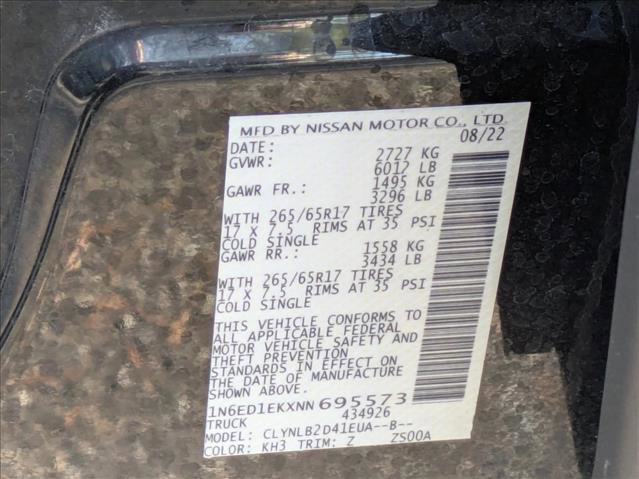 MFD BY NISSAN MOTOR CO., LTD.
DATE: 08/22
GVWR: 2727 KG
6012 LB
GAWR FR.: 1495 KG
3296 LB
WITH 265/65R17 TIRES
17 X 7.5 RIMS AT 35 PSI
COLD SINGLE
GAWR RR.: 1558 KG
3434 LB
WITH 265/65R17 TIRES
17 X 7.5 RIMS AT 35 PSI
COLD SINGLE
THIS VEHICLE CONFORMS TO
ALL APPLICABLE FEDERAL
MOTOR VEHICLE SAFETY AND
THEFT PREVENTION
STANDARDS IN EFFECT ON
THE DATE OF MANUFACTURE
SHOWN ABOVE.
1N6ED1EKXNN695573
TRUCK 434926
MODEL: CLYNLB2D41EUA--B--
COLOR: KH3 TRIM: Z ZS00A